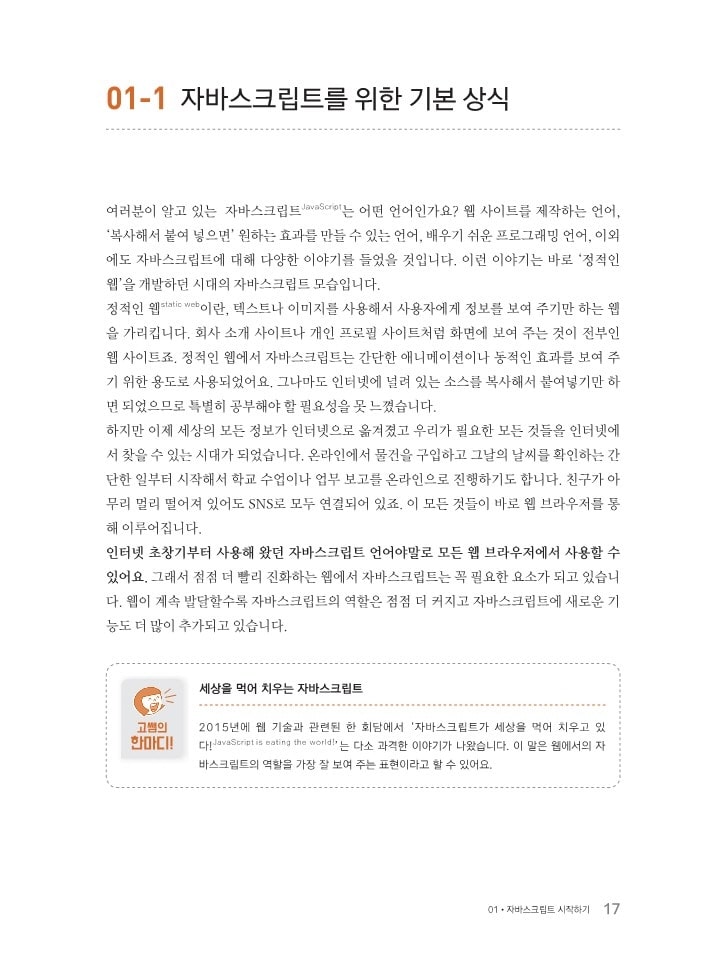 01-1 자바스크립트를 위한 기본 상식
여러분이 알고 있는 자바스크립트JavaScript는 어떤 언어인가요? 웹 사이트를 제작하는 언어,
‘복사해서 붙여 넣으면’ 원하는 효과를 만들 수 있는 언어, 배우기 쉬운 프로그래밍 언어, 이외
에도 자바스크립트에 대해 다양한 이야기를 들었을 것입니다. 이런 이야기는 바로 ‘정적인
웹’을 개발하던 시대의 자바스크립트 모습입니다.
정적인 웹static web이란, 텍스트나 이미지를 사용해서 사용자에게 정보를 보여 주기만 하는 웹
을 가리킵니다. 회사 소개 사이트나 개인 프로필 사이트처럼 화면에 보여 주는 것이 전부인
웹 사이트죠. 정적인 웹에서 자바스크립트는 간단한 애니메이션이나 동적인 효과를 보여 주
기 위한 용도로 사용되었어요. 그나마도 인터넷에 널려 있는 소스를 복사해서 붙여넣기만 하
면 되었으므로 특별히 공부해야 할 필요성을 못 느꼈습니다.
하지만 이제 세상의 모든 정보가 인터넷으로 옮겨졌고 우리가 필요한 모든 것들을 인터넷에
서 찾을 수 있는 시대가 되었습니다. 온라인에서 물건을 구입하고 그날의 날씨를 확인하는 간
단한 일부터 시작해서 학교 수업이나 업무 보고를 온라인으로 진행하기도 합니다. 친구가 아
무리 멀리 떨어져 있어도 SNS로 모두 연결되어 있죠. 이 모든 것들이 바로 웹 브라우저를 통
해 이루어집니다.
인터넷 초창기부터 사용해 왔던 자바스크립트 언어야말로 모든 웹 브라우저에서 사용할 수
있어요. 그래서 점점 더 빨리 진화하는 웹에서 자바스크립트는 꼭 필요한 요소가 되고 있습니
다. 웹이 계속 발달할수록 자바스크립트의 역할은 점점 더 커지고 자바스크립트에 새로운 기
능도 더 많이 추가되고 있습니다.
고쌤의
한마디!
세상을 먹어 치우는 자바스크립트
2015년에 웹 기술과 관련된 한 회담에서 ‘자바스크립트가 세상을 먹어 치우고 있
다!JavaScript is eating the world!’는 다소 과격한 이야기가 나왔습니다. 이 말은 웹에서의 자
바스크립트의 역할을 가장 잘 보여 주는 표현이라고 할 수 있어요.
01 • 자바스크립트 시작하기 17